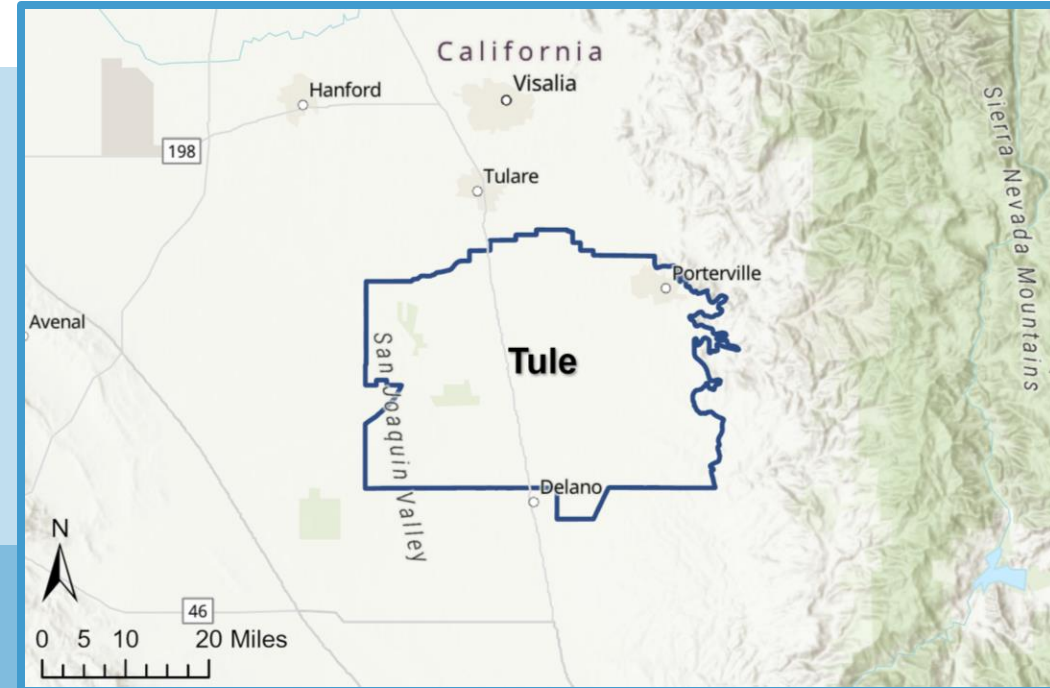 California
Visalia
Hanford
198
Tulare
Sierra Nevada Mountains
Porterville
Avenal
San Joaquin Valley
Tule
Delano
N
46
0 5 10 20 Miles